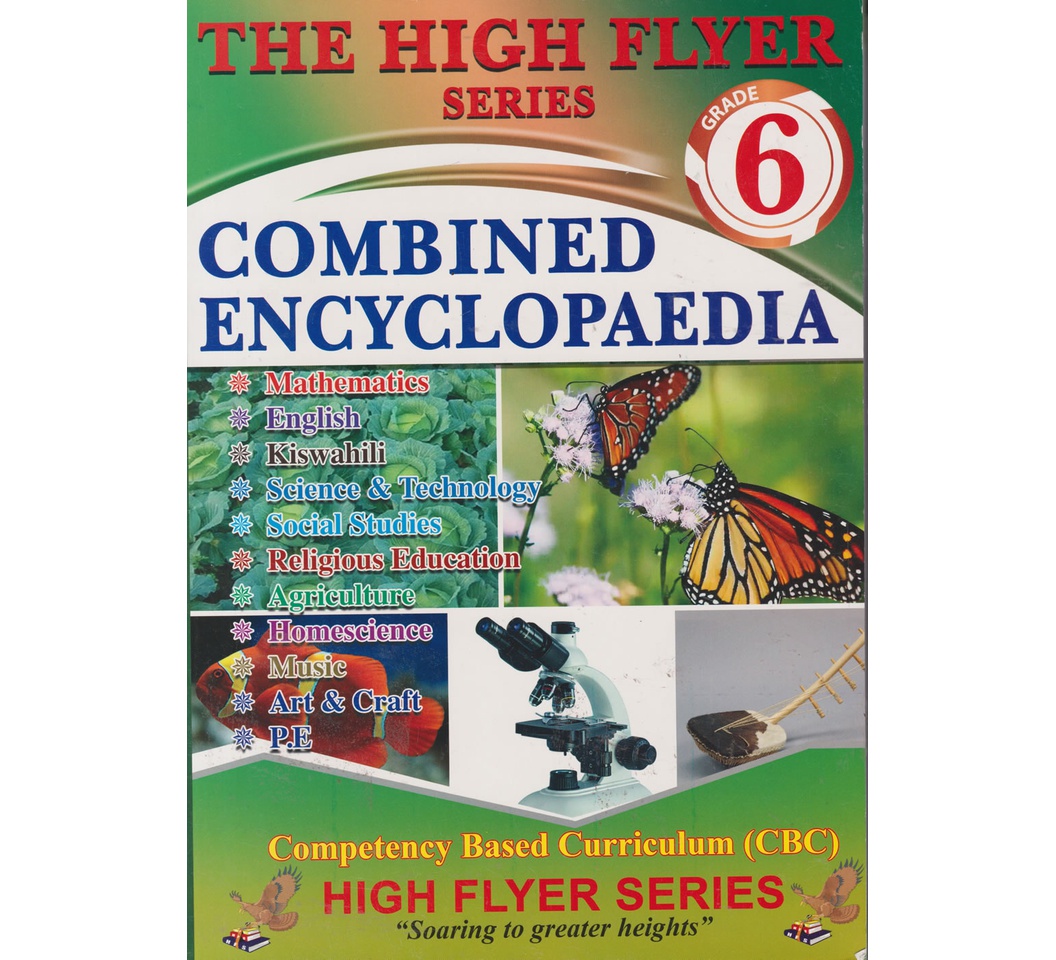 THE HIGH FLYER
SERIES
GRADE
6
COMBINED
ENCYCLOPAEDIA
Mathematics
English
Kiswahili
Science & Technology
Social Studies
Religious Education
Agriculture
Homescience
Music
Art & Craft
P.E
Competency Based Curriculum (CBC)
HIGH FLYER SERIES
"Soaring to greater heights"